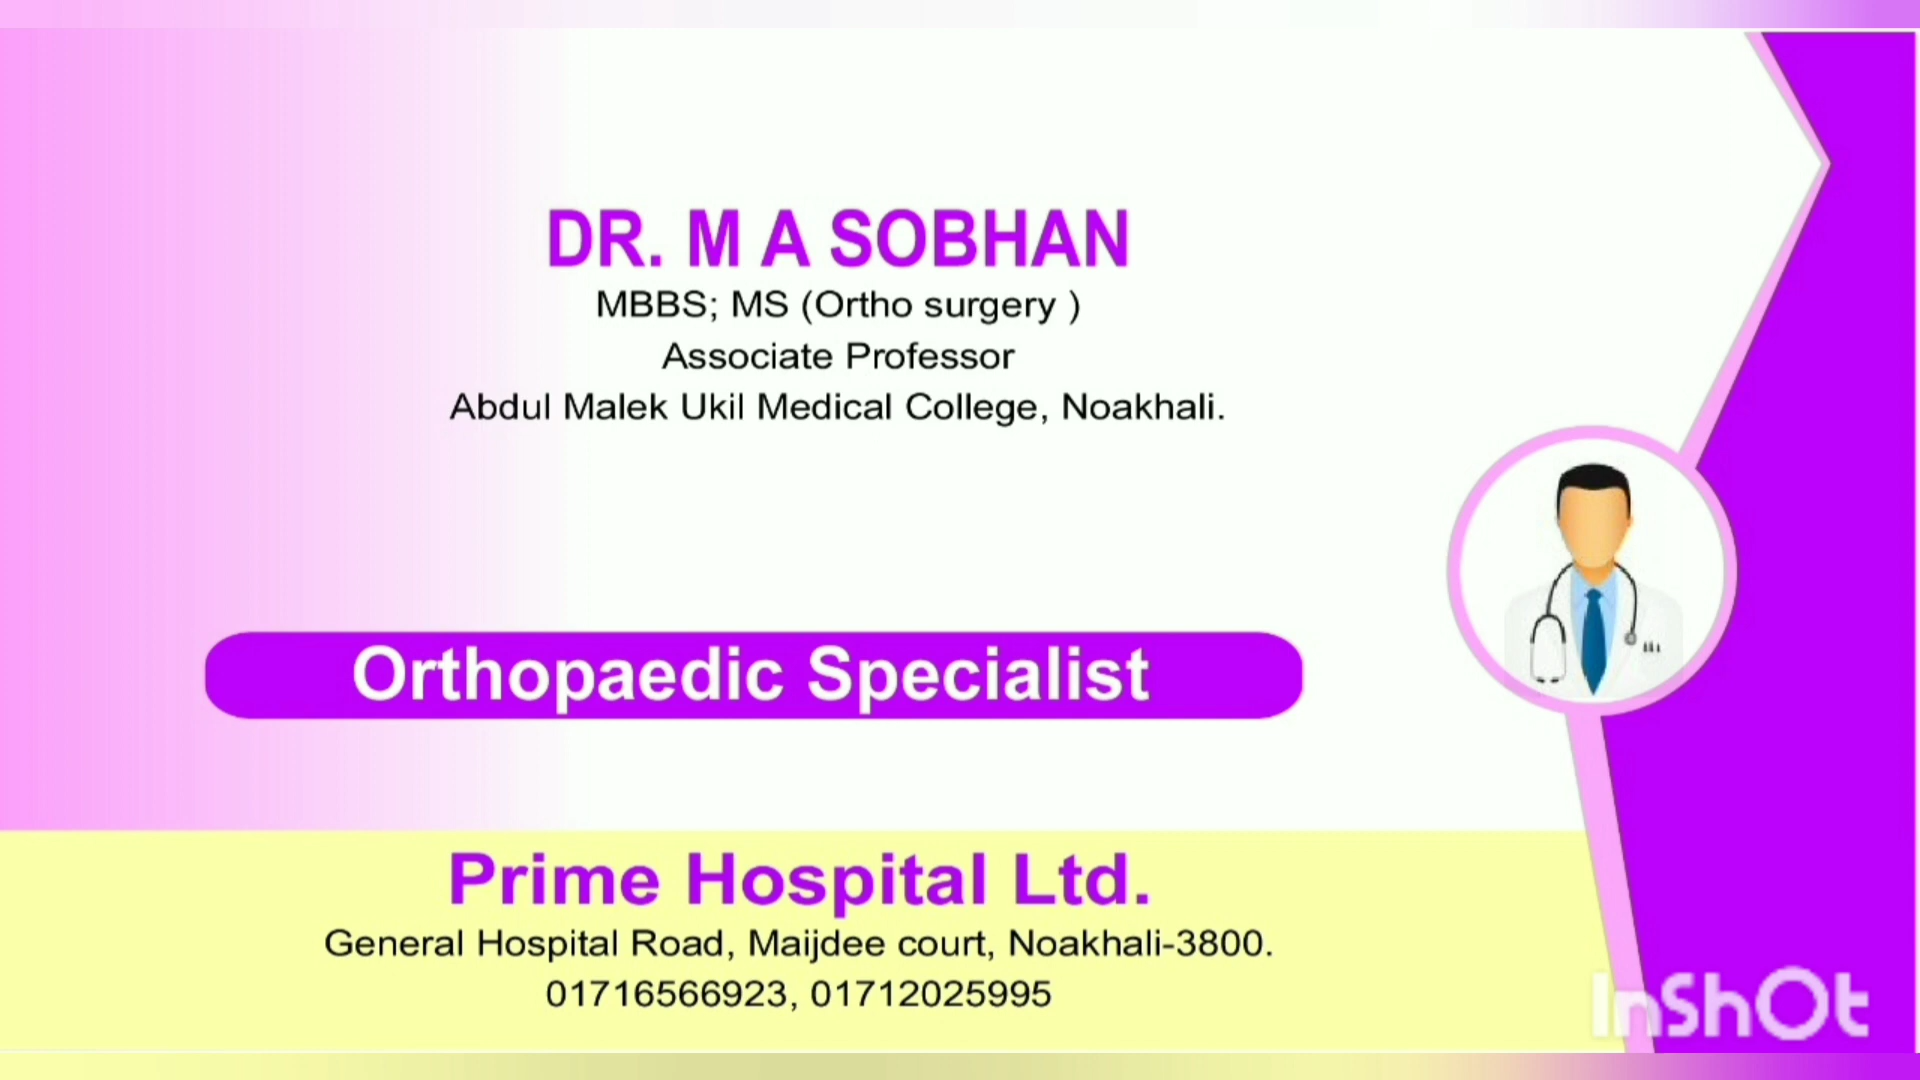 DR. M A SOBHAN
MBBS; MS (Ortho surgery )
Associate Professor
Abdul Malek Ukil Medical College, Noakhali.
Orthopaedic Specialist
Prime Hospital Ltd.
General Hospital Road, Maijdee court, Noakhali-3800.
01716566923, 01712025995
InShOt